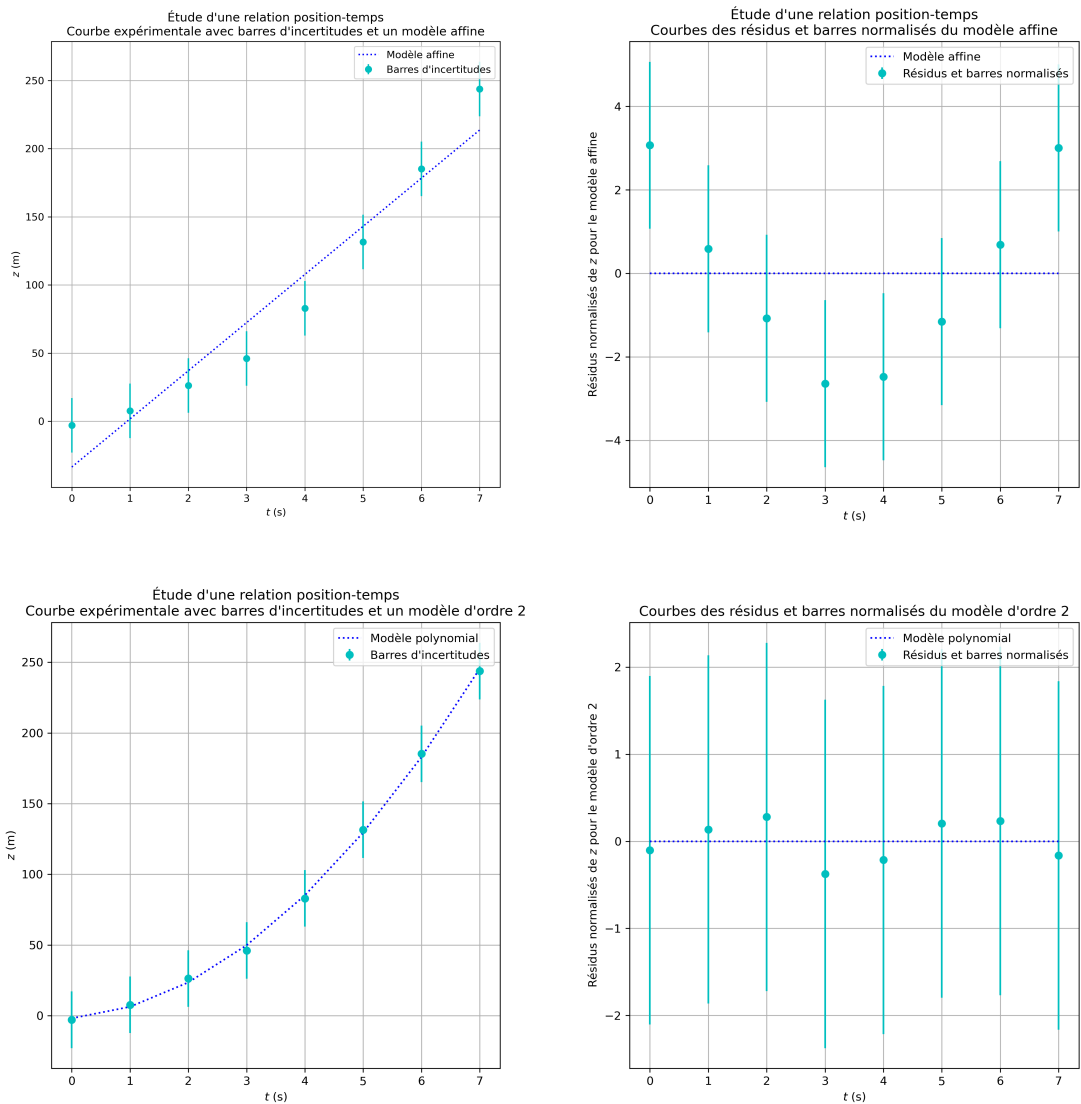 Étude d'une relation position-temps
Courbe expérimentale avec barres d'incertitudes et un modèle affine
Modèle affine
Barres d'incertitudes
250
200
150
100
50
0
z (m)
0 1 2 3 4 5 6 7
t (s)
Étude d'une relation position-temps
Courbes des résidus et barres normalisés du modèle affine
Modèle affine
Résidus et barres normalisés
4
2
0
−2
−4
Résidus normalisés de z pour le modèle affine
0 1 2 3 4 5 6 7
t (s)
Étude d'une relation position-temps
Courbe expérimentale avec barres d'incertitudes et un modèle d'ordre 2
Modèle polynomial
Barres d'incertitudes
250
200
150
100
50
0
z (m)
0 1 2 3 4 5 6 7
t (s)
Courbes des résidus et barres normalisés du modèle d'ordre 2
Modèle polynomial
Résidus et barres normalisés
2
1
0
−1
−2
Résidus normalisés de z pour le modèle d'ordre 2
0 1 2 3 4 5 6 7
t (s)